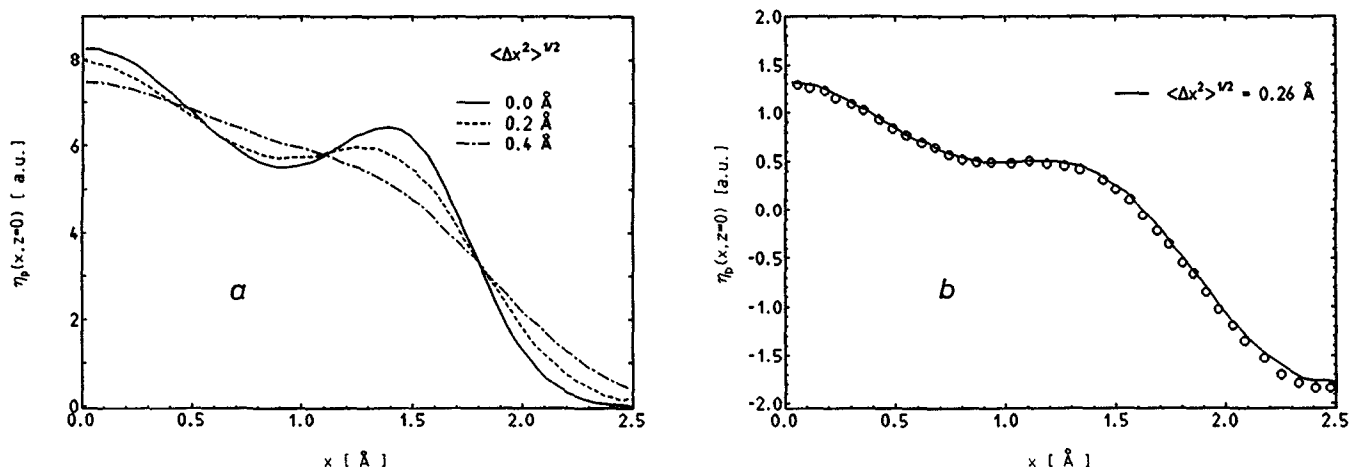 8
6
4
2
0
ηp(x,z=0) [ a.u.]
<Δx²>^1/2
0.0 Å
0.2 Å
0.4 Å
a
0.0 0.5 1.0 1.5 2.0 2.5
x [ Å ]
2.0
1.5
1.0
0.5
0.0
-0.5
-1.0
-1.5
-2.0
ηp(x,z=0) [a.u.]
<Δx²>^1/2 = 0.26 Å
b
0.0 0.5 1.0 1.5 2.0 2.5
x [ Å ]